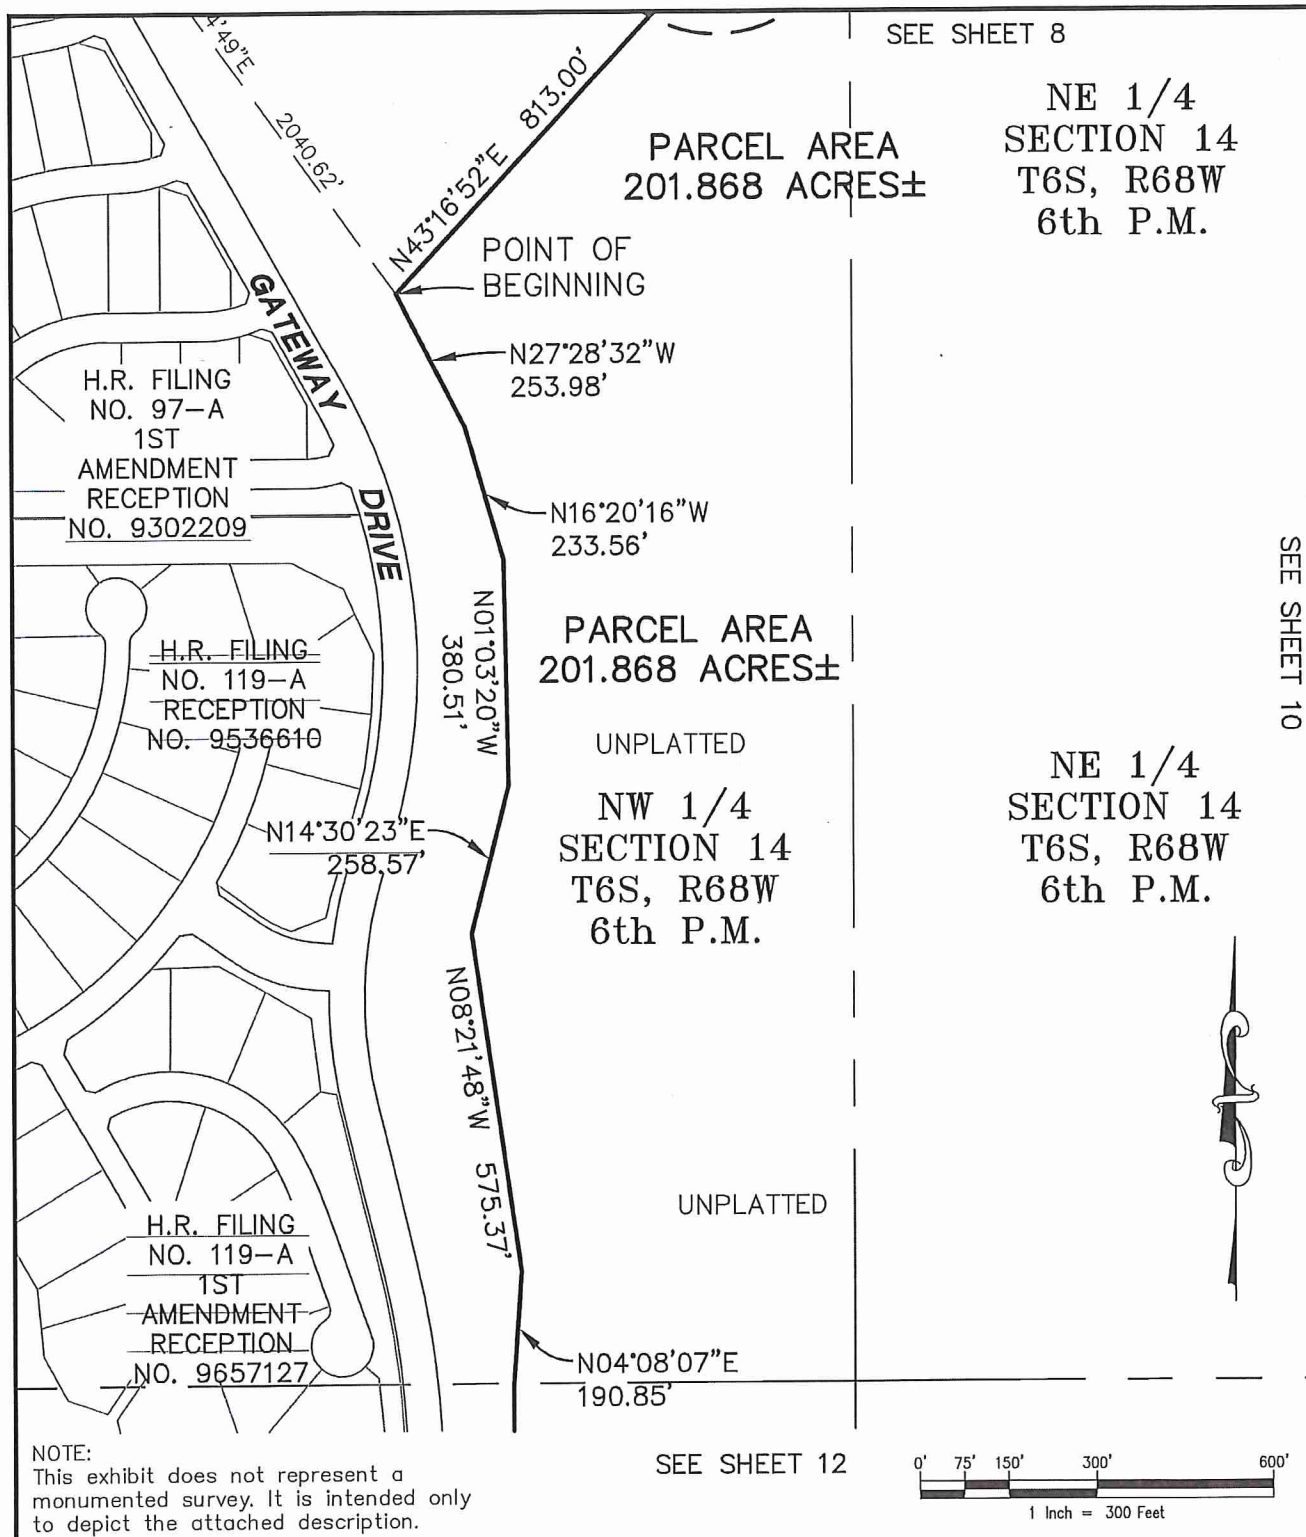 SEE SHEET 8
4'49"E
2040.62'
N43°16'52"E 813.00'
NE 1/4
SECTION 14
T6S, R68W
6th P.M.
PARCEL AREA
201.868 ACRES±
POINT OF
BEGINNING
GATEWAY DRIVE
N27°28'32"W
253.98'
H.R. FILING
NO. 97-A
1ST
AMENDMENT
RECEPTION
NO. 9302209
N16°20'16"W
233.56'
SEE SHEET 10
N01°03'20"W
380.51'
PARCEL AREA
201.868 ACRES±
H.R. FILING
NO. 119-A
RECEPTION
NO. 9536610
UNPLATTED
NW 1/4
SECTION 14
T6S, R68W
6th P.M.
NE 1/4
SECTION 14
T6S, R68W
6th P.M.
N14°30'23"E
258.57'
N08°21'48"W 575.37'
UNPLATTED
H.R. FILING
NO. 119-A
1ST
AMENDMENT
RECEPTION
NO. 9657127
N04°08'07"E
190.85'
NOTE:
This exhibit does not represent a
monumented survey. It is intended only
to depict the attached description.
SEE SHEET 12
0' 75' 150' 300' 600'
1 Inch = 300 Feet